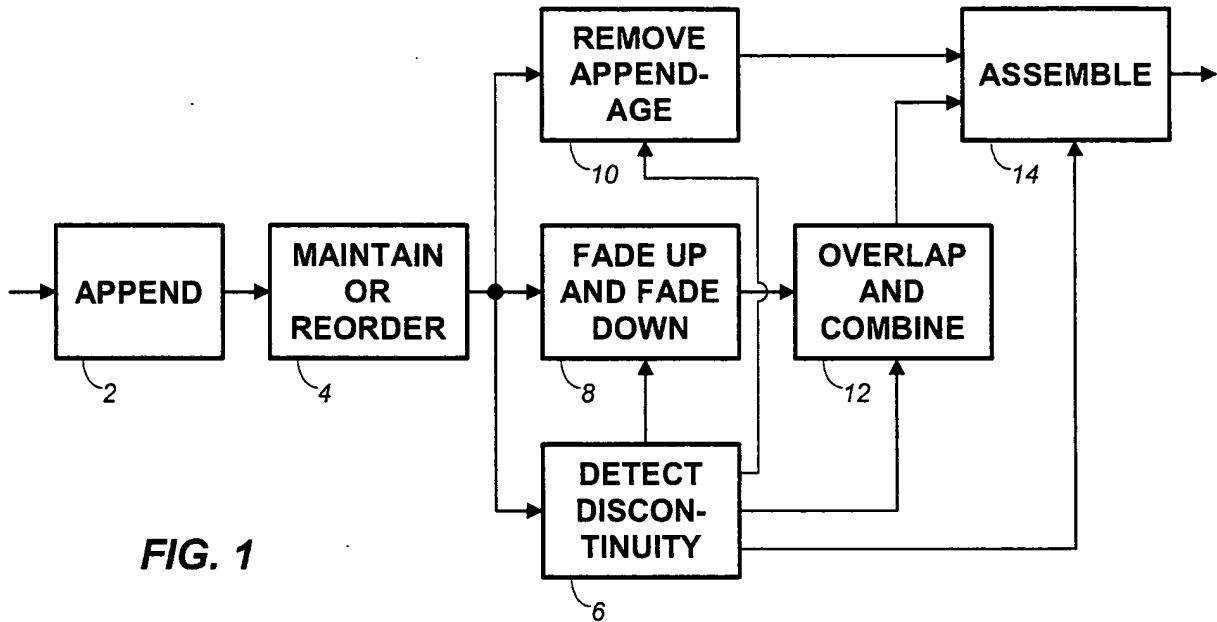 REMOVE
APPEND-
AGE
10
ASSEMBLE
14
APPEND
2
MAINTAIN
OR
REORDER
4
FADE UP
AND FADE
DOWN
8
OVERLAP
AND
COMBINE
12
DETECT
DISCON-
TINUITY
6
FIG. 1